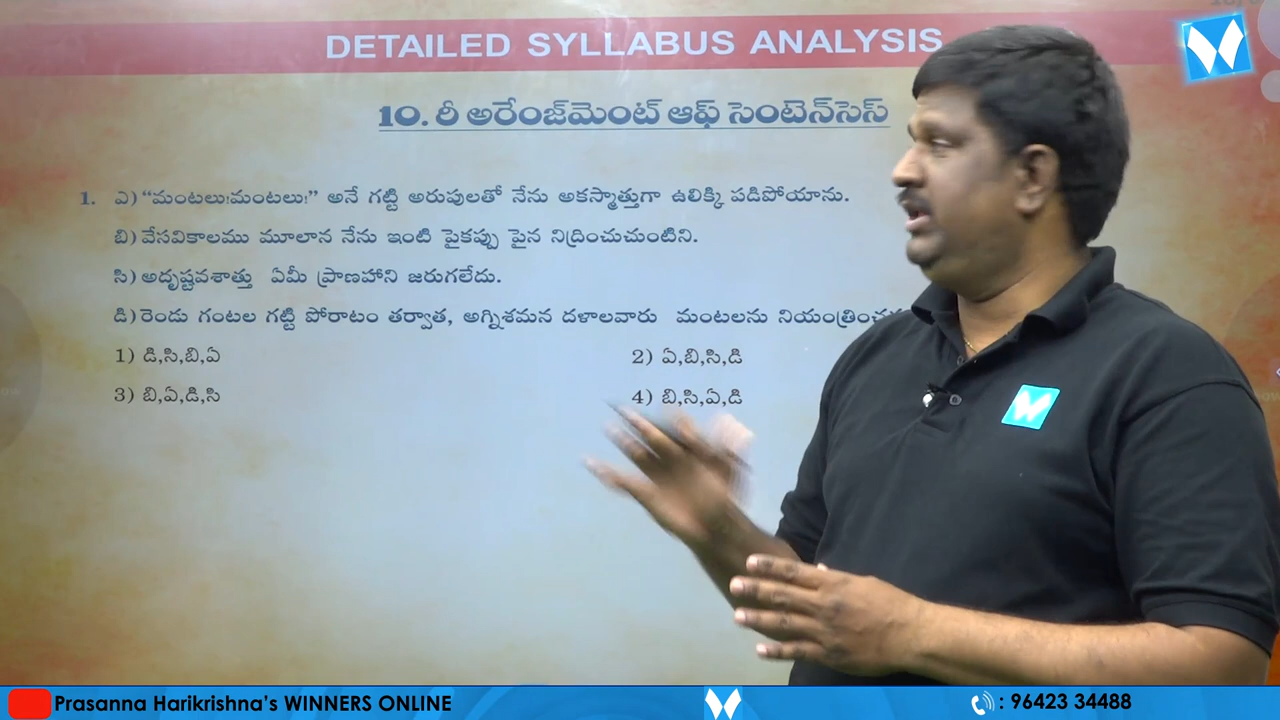 DETAILED SYLLABUS ANALYSIS
10. రీ అరేంజ్‌మెంట్ ఆఫ్ సెంటెన్‌సెస్
1. ఎ) “మంటలు!మంటలు!” అనే గట్టి అరుపులతో నేను అకస్మాత్తుగా ఉలిక్కి పడిపోయాను.
బి) వేసవికాలము మూలాన నేను ఇంటి పైకప్పు పైన నిద్రించుచుంటిని.
సి) అదృష్టవశాత్తు ఏమీ ప్రాణహాని జరుగలేదు.
డి) రెండు గంటల గట్టి పోరాటం తర్వాత, అగ్నిశమన దళాలవారు మంటలను
1) డి,సి,బి,ఏ 2) ఏ,బి,సి,డి
3) బి,ఏ,డి,సి 4) బి,సి,ఏ,డి
Prasanna Harikrishna's WINNERS ONLINE : 96423 34488